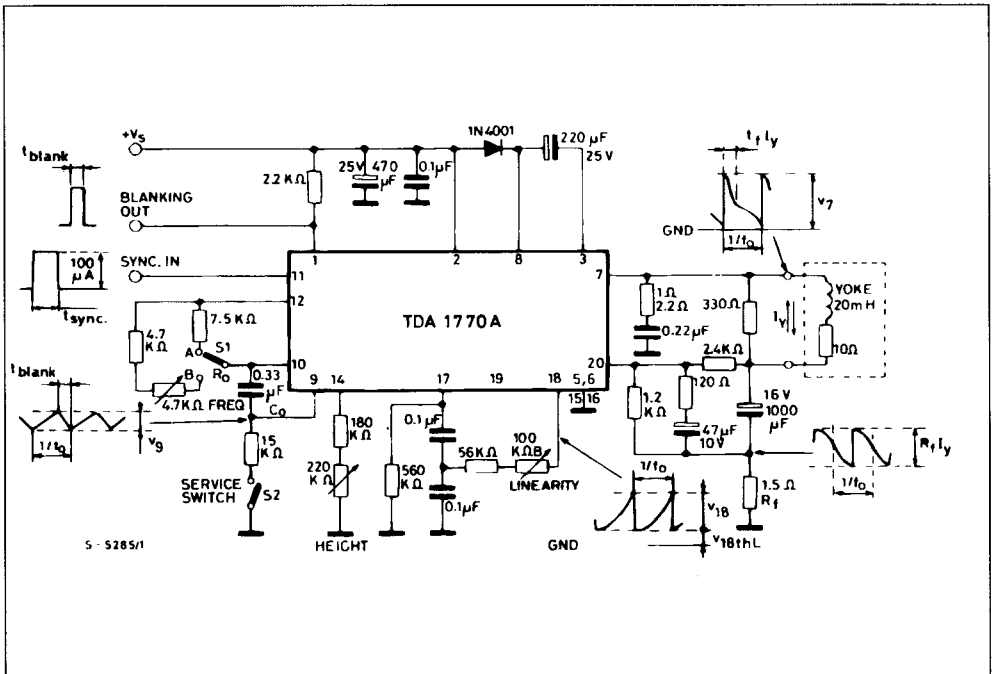 +Vs
1N4001
220 µF
25 V
t blank
2.2 KΩ
25V 470 µF
0.1µF
tf Iy
BLANKING OUT
V7
GND
1/fo
100 µA
SYNC. IN
1
2
8
3
11
7
t sync.
12
TDA 1770A
1Ω
2.2Ω
330Ω
Iy
YOKE
20mH
7.5 KΩ
4.7 KΩ
0.22µF
10Ω
A
S1
B
Ro
10
20
2.4KΩ
t blank
4.7KΩ FREQ
0.33 µF
9
14
17
19
18
5,6
15
16
1.2 KΩ
120Ω
16V
1000 µF
Co
V9
1/fo
15 KΩ
180 KΩ
0.1µF
100 KΩB
47µF
10V
Rf Iy
SERVICE SWITCH
S2
220 KΩ
560 KΩ
56KΩ
LINEARITY
1/fo
1/fo
0.1µF
V18
1.5 Ω
Rf
S - 5285/1
HEIGHT
GND
V18thL